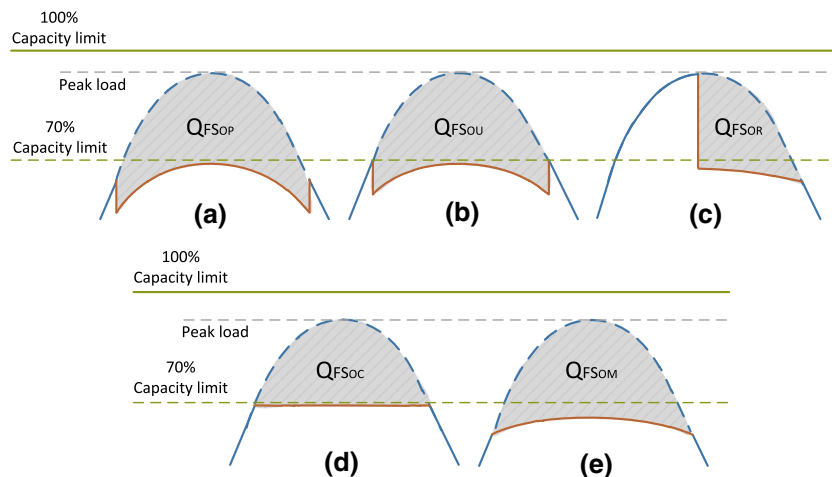 100%
Capacity limit
Peak load
70%
Capacity limit
QFSOP
QFSOU
QFSOR
(a)
(b)
(c)
100%
Capacity limit
Peak load
70%
Capacity limit
QFSOC
QFSOM
(d)
(e)